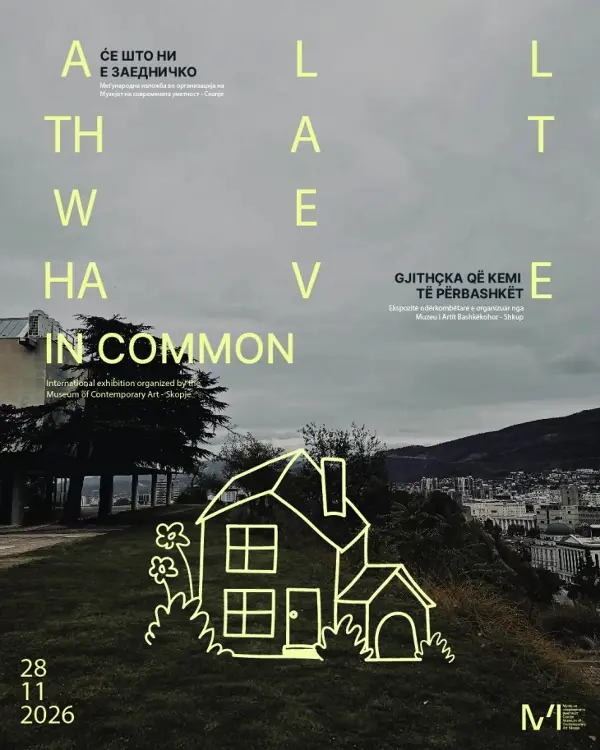 A L L
С́Е ШТО НИ
Е ЗАЕДНИЧКО
Меѓународна изложба во организација на
Музејот на современата уметност - Скопје
TH A T
W E
HA V E
GJITHÇKA QË KEMI
TË PËRBASHKËT
Ekspozitë ndërkombëtare e organizuar nga
Muzeu i Artit Bashkëkohor - Shkup
IN COMMON
International exhibition organized by the
Museum of Contemporary Art - Skopje
28
11
2026